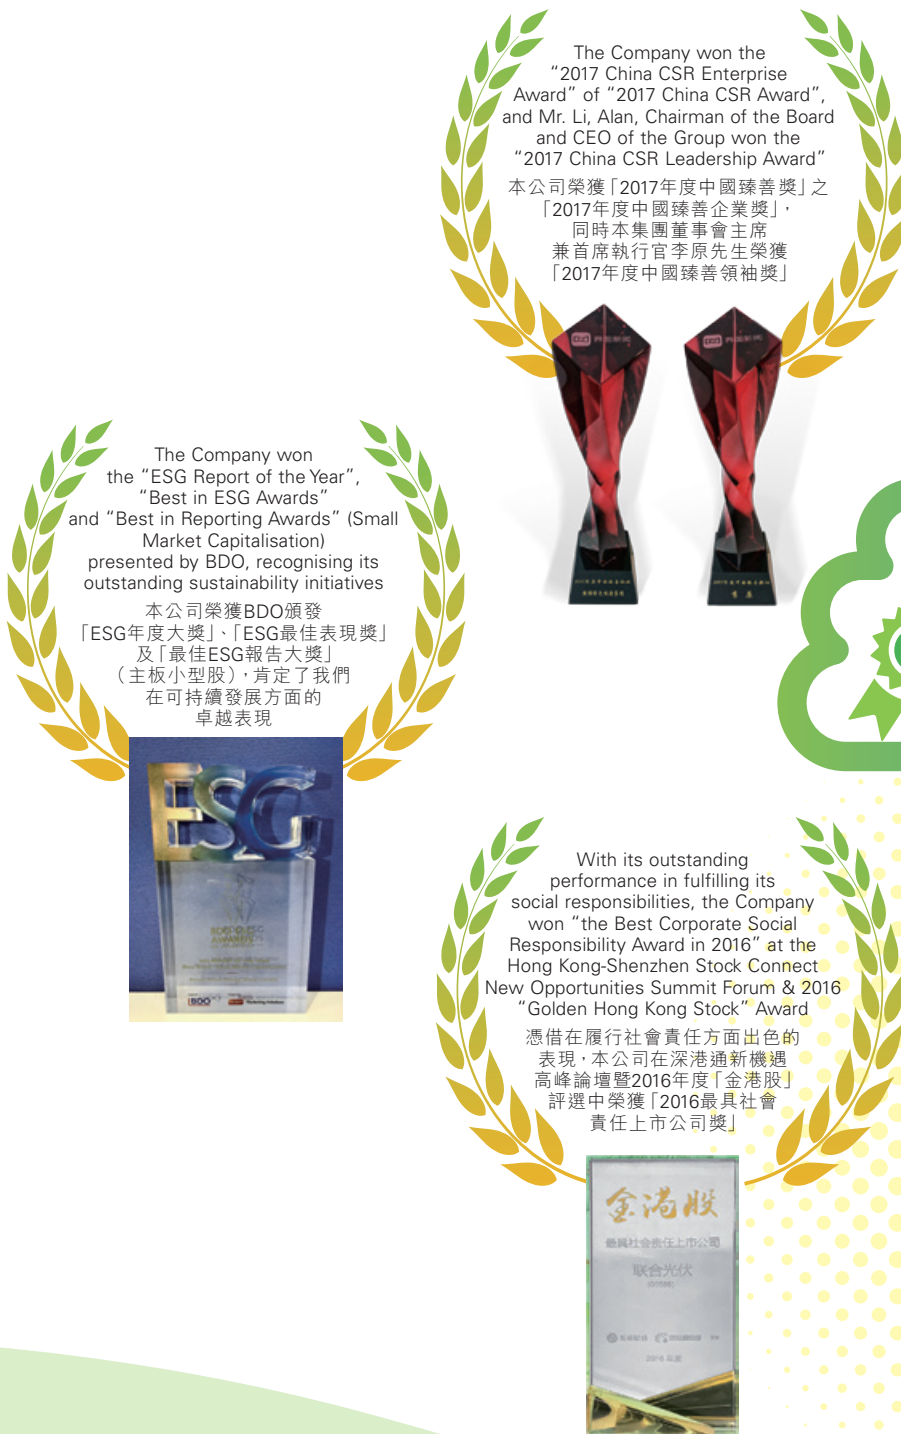 The Company won the
“2017 China CSR Enterprise
Award” of “2017 China CSR Award”,
and Mr. Li, Alan, Chairman of the Board
and CEO of the Group won the
“2017 China CSR Leadership Award”
本公司榮獲「2017年度中國臻善獎」之
「2017年度中國臻善企業獎」，
同時本集團董事會主席
兼首席執行官李原先生榮獲
「2017年度中國臻善領袖獎」
The Company won
the “ESG Report of the Year”,
“Best in ESG Awards”
and “Best in Reporting Awards” (Small
Market Capitalisation)
presented by BDO, recognising its
outstanding sustainability initiatives
本公司榮獲BDO頒發
「ESG年度大獎」、「ESG最佳表現獎」
及「最佳ESG報告大獎」
（主板小型股），肯定了我們
在可持續發展方面的
卓越表現
ESG
BDO
With its outstanding
performance in fulfilling its
social responsibilities, the Company
won “the Best Corporate Social
Responsibility Award in 2016” at the
Hong Kong-Shenzhen Stock Connect
New Opportunities Summit Forum & 2016
“Golden Hong Kong Stock” Award
憑借在履行社會責任方面出色的
表現，本公司在深港通新機遇
高峰論壇暨2016年度「金港股」
評選中榮獲「2016最具社會
責任上市公司獎」
金港股
最具社会责任上市公司
联合光伏
(00686)
2016 年度